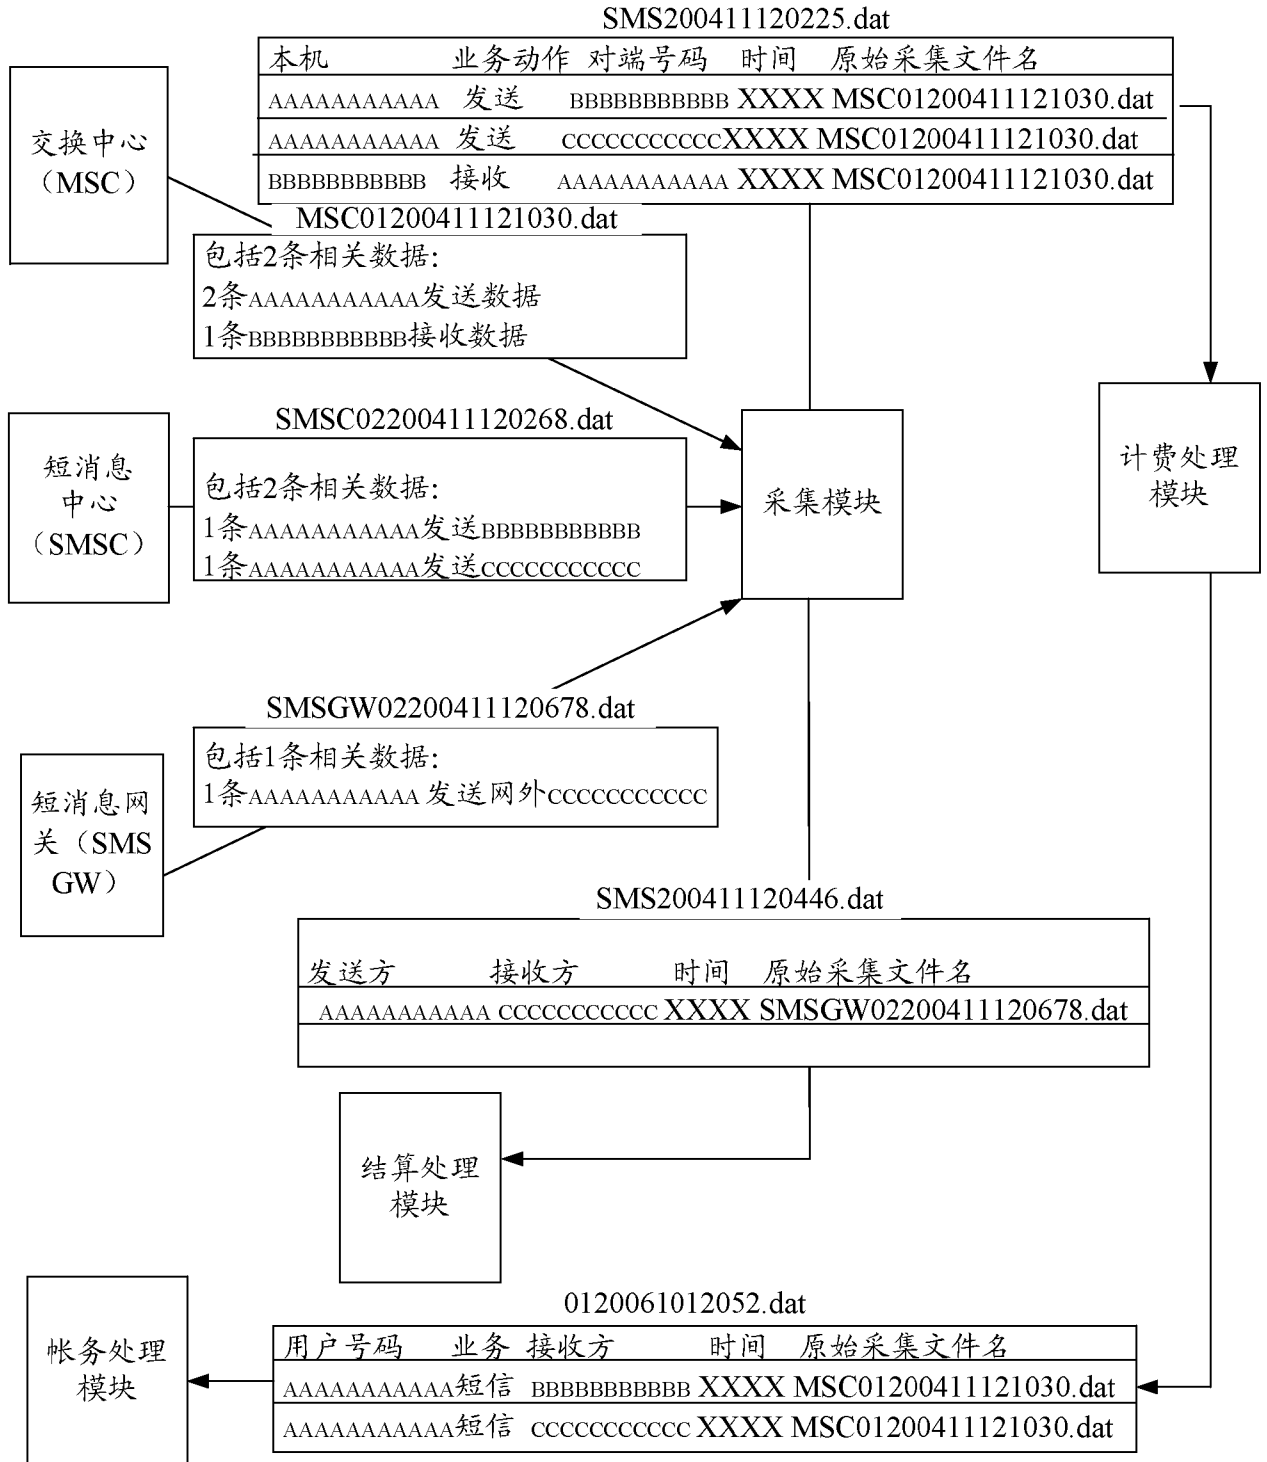 SMS200411120225.dat
本机 业务动作 对端号码 时间 原始采集文件名
AAAAAAAAAAA 发送 BBBBBBBBBBB XXXX MSC01200411121030.dat
AAAAAAAAAAA 发送 CCCCCCCCCCCXXXX MSC01200411121030.dat
BBBBBBBBBBB 接收 AAAAAAAAAAA XXXX MSC01200411121030.dat
交换中心
（MSC）
MSC01200411121030.dat
包括2条相关数据：
2条AAAAAAAAAAA发送数据
1条BBBBBBBBBBB接收数据
短消息
中心
（SMSC）
SMSC02200411120268.dat
包括2条相关数据：
1条AAAAAAAAAAA发送BBBBBBBBBBB
1条AAAAAAAAAAA发送CCCCCCCCCCC
采集模块
计费处理
模块
SMSGW02200411120678.dat
包括1条相关数据：
1条AAAAAAAAAAA 发送网外CCCCCCCCCCC
短消息网
关（SMS
GW）
SMS200411120446.dat
发送方 接收方 时间 原始采集文件名
AAAAAAAAAAA CCCCCCCCCCC XXXX SMSGW02200411120678.dat
结算处理
模块
0120061012052.dat
用户号码 业务 接收方 时间 原始采集文件名
AAAAAAAAAAA短信 BBBBBBBBBBB XXXX MSC01200411121030.dat
AAAAAAAAAAA短信 CCCCCCCCCCC XXXX MSC01200411121030.dat
帐务处理
模块